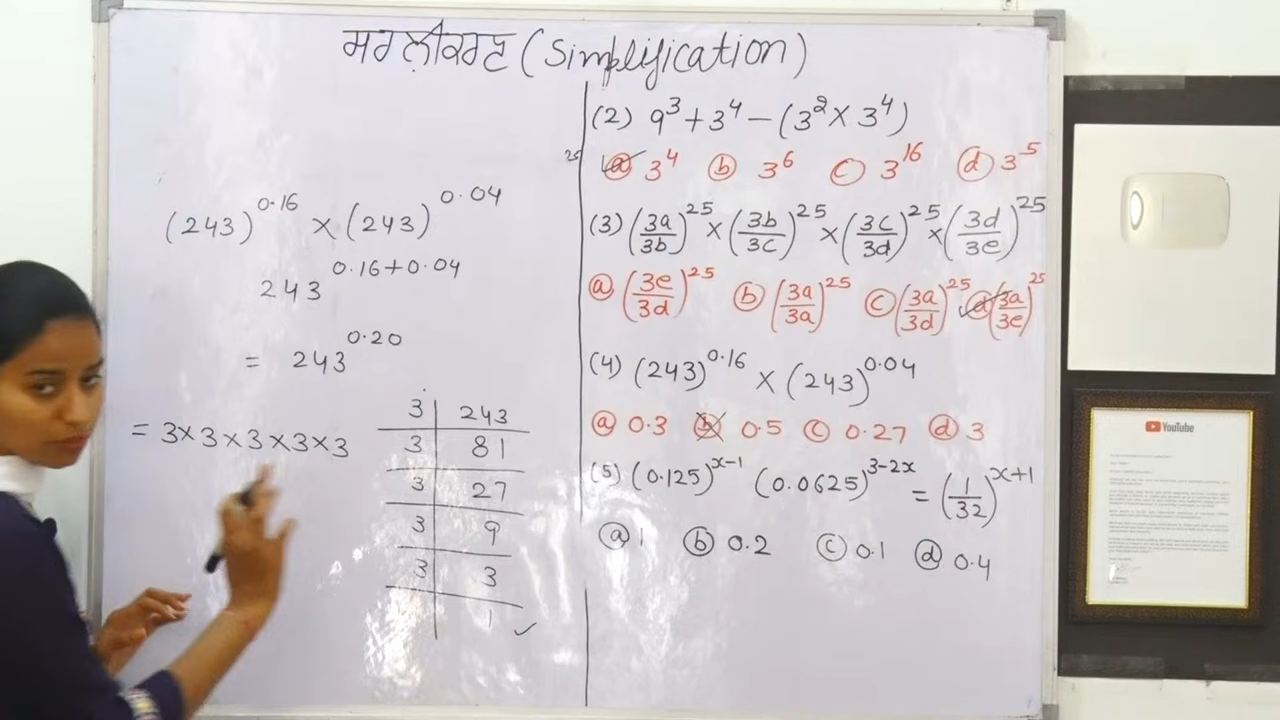 ਸਰਲੀਕਰਣ (Simplification)
(243)^0.16 × (243)^0.04
243^0.16+0.04
= 243^0.20
= 3×3×3×3×3
3 | 243
3 | 81
3 | 27
3 | 9
3 | 3
1 ✓
(2) 9^3 + 3^4 − (3^2 × 3^4)
(a) 3^4 (b) 3^6 (c) 3^16 (d) 3^5
(3) (3a/3b)^25 × (3b/3c)^25 × (3c/3d)^25 × (3d/3e)^25
(a) (3e/3d)^25 (b) (3a/3a)^25 (c) (3a/3d)^25 (d) (3a/3e)^25
(4) (243)^0.16 × (243)^0.04
(a) 0.3 (b) 0.5 (c) 0.27 (d) 3
(5) (0.125)^x−1 (0.0625)^3−2x = (1/32)^x+1
(a) 1 (b) 0.2 (c) 0.1 (d) 0.4
YouTube